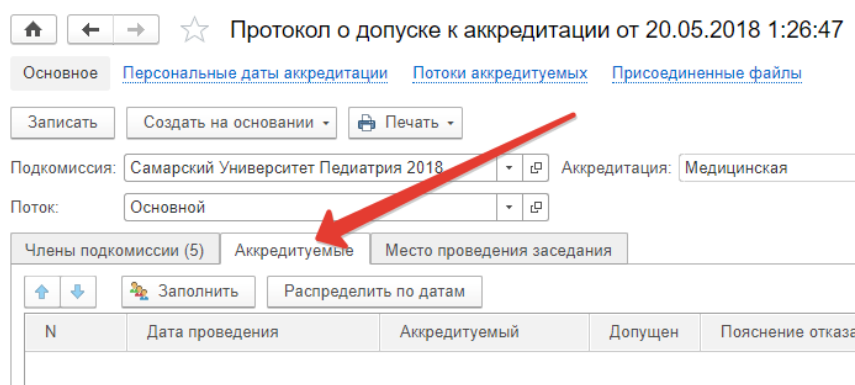 Протокол о допуске к аккредитации от 20.05.2018 1:26:47
Основное Персональные даты аккредитации Потоки аккредитуемых Присоединенные файлы
Записать Создать на основании Печать
Подкомиссия: Самарский Университет Педиатрия 2018 Аккредитация: Медицинская
Поток: Основной
Члены подкомиссии (5) Аккредитуемые Место проведения заседания
Заполнить Распределить по датам
N Дата проведения Аккредитуемый Допущен Пояснение отказа